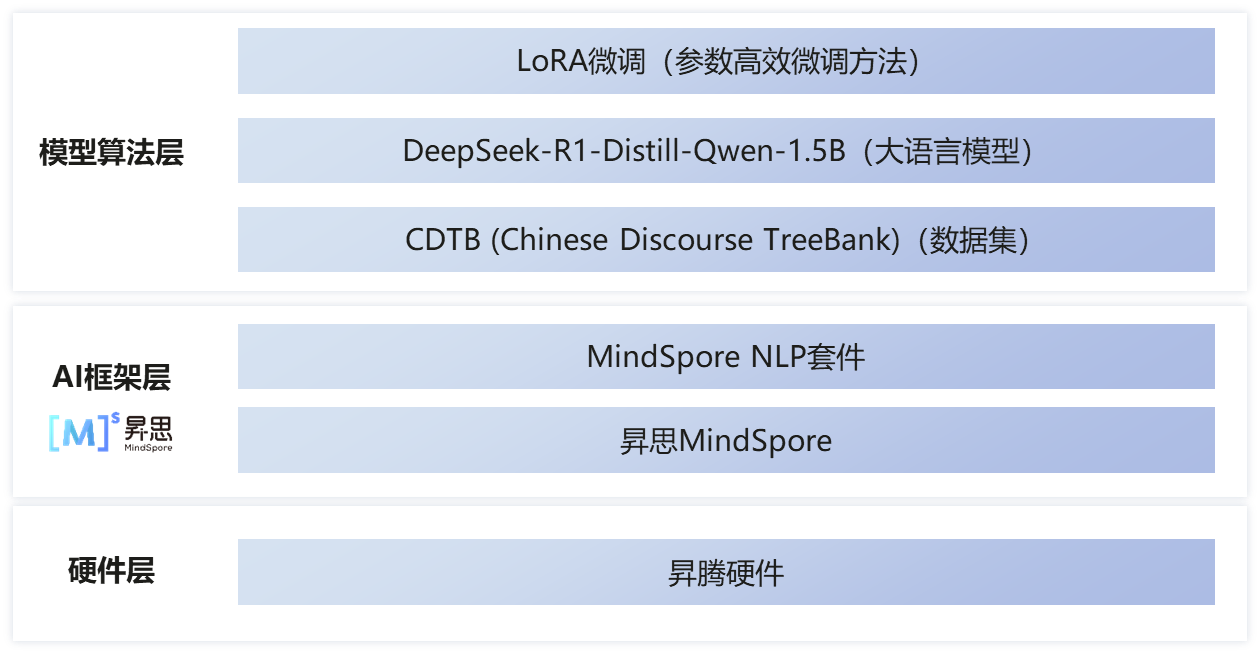 模型算法层
LoRA微调（参数高效微调方法）
DeepSeek-R1-Distill-Qwen-1.5B（大语言模型）
CDTB (Chinese Discourse TreeBank)（数据集）
AI框架层
[M]s 昇思
MindSpore
MindSpore NLP套件
昇思MindSpore
硬件层
昇腾硬件